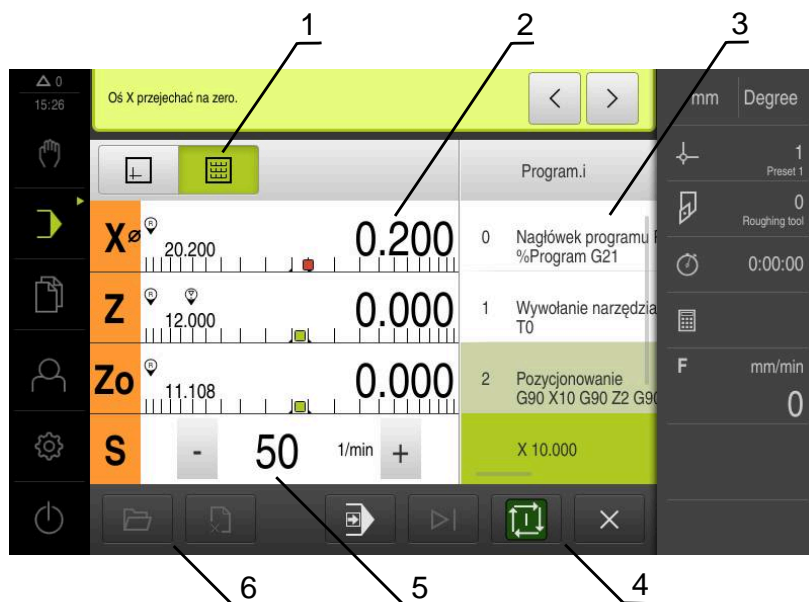 1
2
3
0
15:26
Oś X przejechać na zero.
<
>
mm
Degree
Program.i
1
Preset 1
0
Roughing tool
0:00:00
F
mm/min
0
X⌀
R
20.200
0.200
Z
R
12.000
0.000
Zo
R
11.108
0.000
S
-
50
1/min
+
0
Nagłówek programu
%Program G21
1
Wywołanie narzędzia
T0
2
Pozycjonowanie
G90 X10 G90 Z2 G90
X 10.000
6
5
4